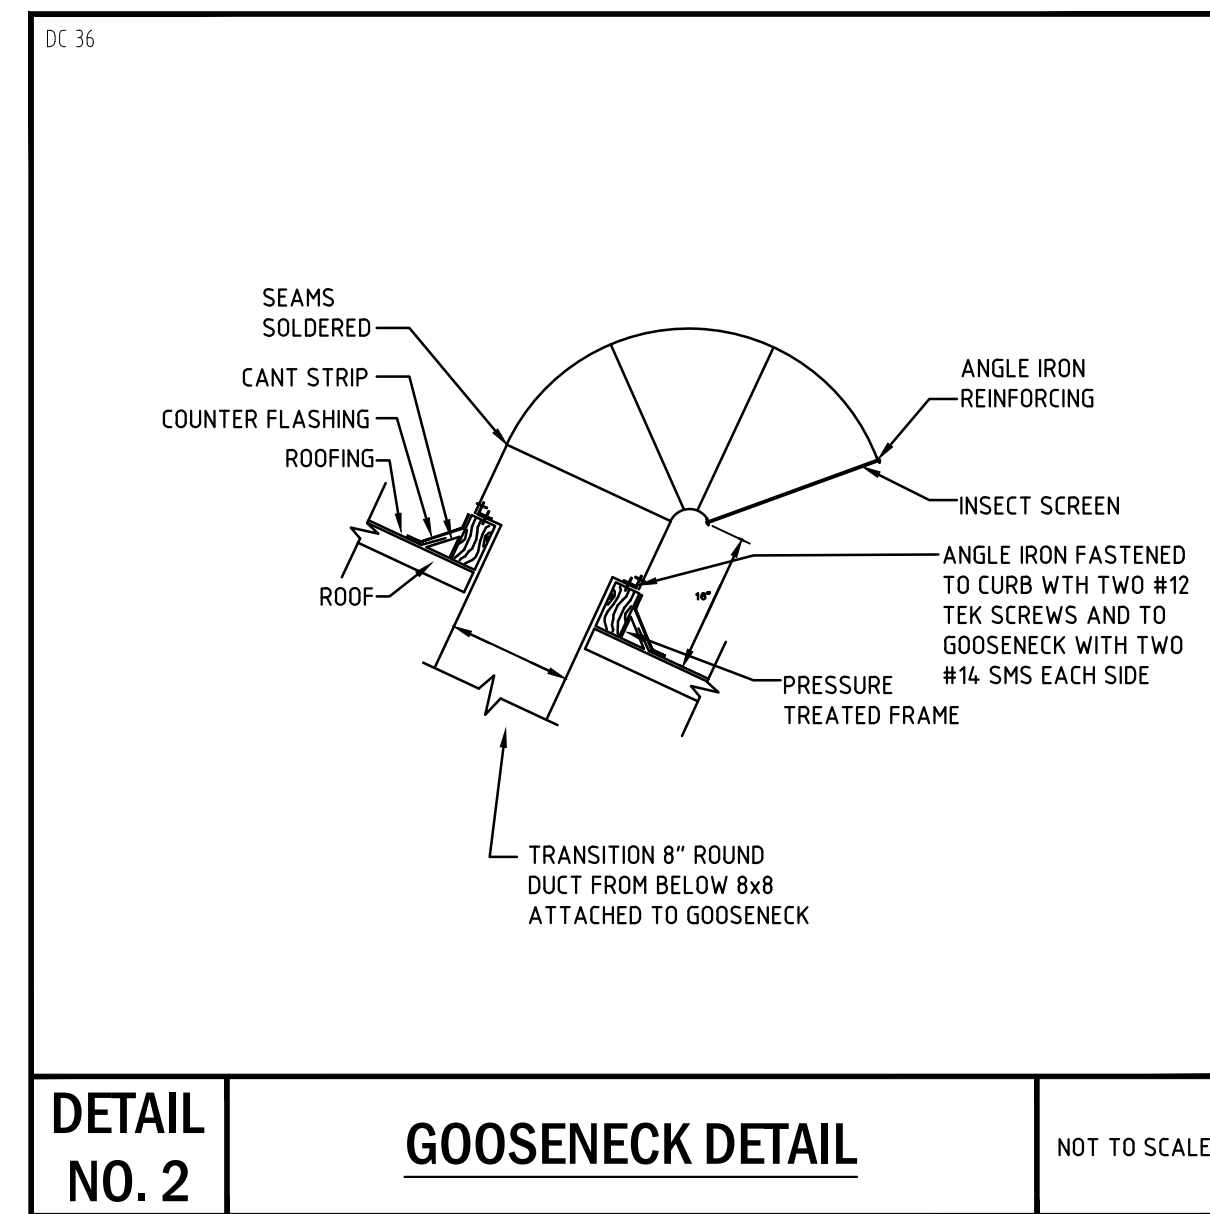 DC 36
SEAMS
SOLDERED
CANT STRIP
COUNTER FLASHING
ROOFING
ROOF
ANGLE IRON
REINFORCING
INSECT SCREEN
ANGLE IRON FASTENED
TO CURB WTH TWO #12
TEK SCREWS AND TO
GOOSENECK WITH TWO
#14 SMS EACH SIDE
16"
PRESSURE
TREATED FRAME
TRANSITION 8" ROUND
DUCT FROM BELOW 8x8
ATTACHED TO GOOSENECK
DETAIL
NO. 2
GOOSENECK DETAIL
NOT TO SCALE